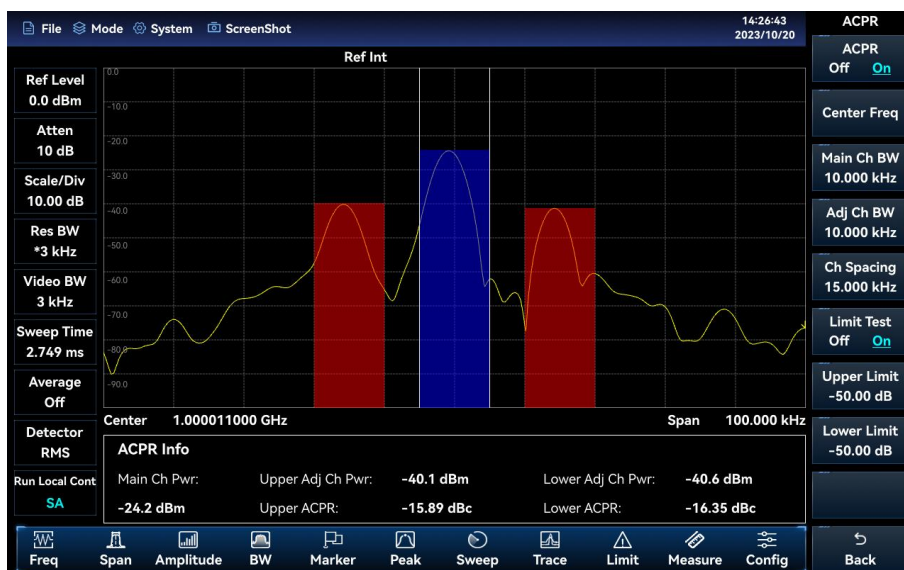 File Mode System ScreenShot 14:26:43 ACPR
2023/10/20
Ref Int
Ref Level
0.0 dBm
Atten
10 dB
Scale/Div
10.00 dB
Res BW
*3 kHz
Video BW
3 kHz
Sweep Time
2.749 ms
Average
Off
Detector
RMS
Run Local Cont
SA
0.0
-10.0
-20.0
-30.0
-40.0
-50.0
-60.0
-70.0
-80.0
-90.0
Center 1.000011000 GHz Span 100.000 kHz
ACPR Info
Main Ch Pwr: Upper Adj Ch Pwr: -40.1 dBm Lower Adj Ch Pwr: -40.6 dBm
-24.2 dBm Upper ACPR: -15.89 dBc Lower ACPR: -16.35 dBc
ACPR
Off On
Center Freq
Main Ch BW
10.000 kHz
Adj Ch BW
10.000 kHz
Ch Spacing
15.000 kHz
Limit Test
Off On
Upper Limit
-50.00 dB
Lower Limit
-50.00 dB
Back
Freq Span Amplitude BW Marker Peak Sweep Trace Limit Measure Config